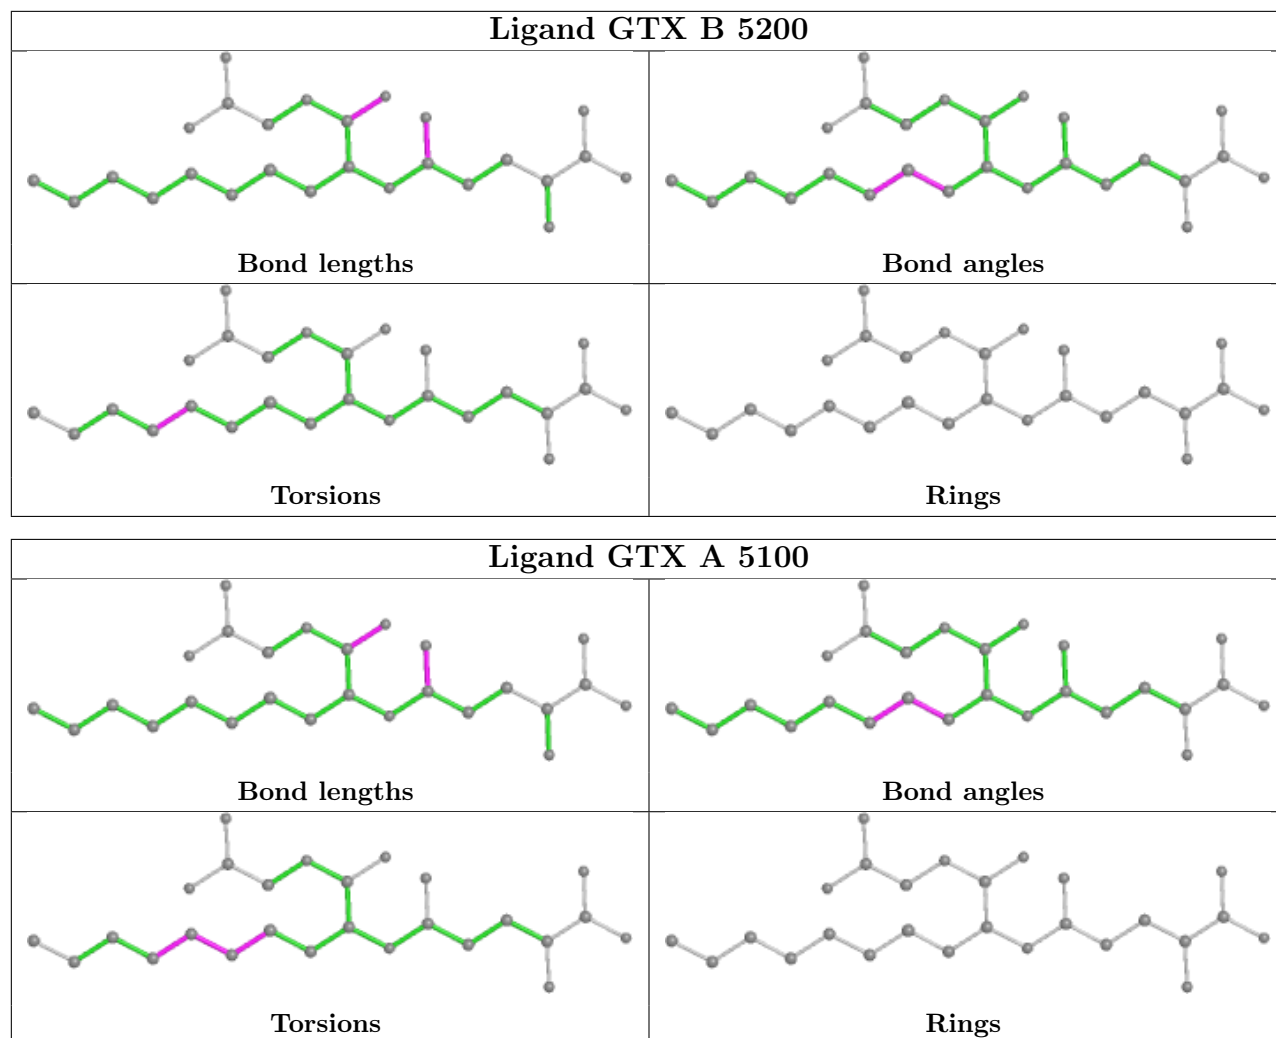 Ligand GTX B 5200
Bond lengths
Bond angles
Torsions
Rings
Ligand GTX A 5100
Bond lengths
Bond angles
Torsions
Rings